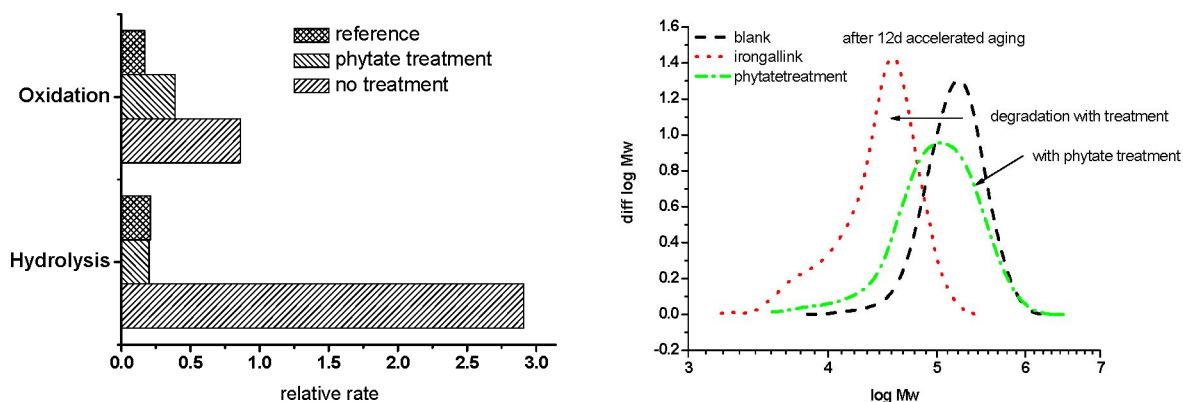 reference
phytate treatment
no treatment
Oxidation
Hydrolysis
0.0 0.5 1.0 1.5 2.0 2.5 3.0
relative rate
blank
irongallink
phytatetreatment
after 12d accelerated aging
degradation with treatment
with phytate treatment
1.6
1.4
1.2
1.0
0.8
0.6
0.4
0.2
0.0
-0.2
diff log Mw
3 4 5 6 7
log Mw